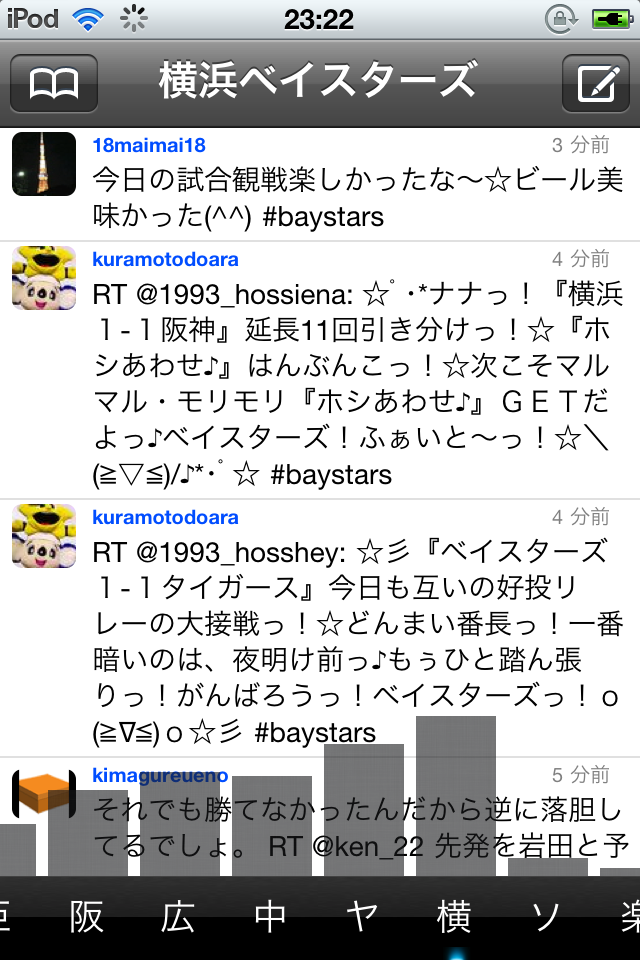 iPod 23:22
横浜ベイスターズ
18maimai18 3 分前
今日の試合観戦楽しかったな〜☆ビール美
味かった(^^) #baystars
kuramotodoara 4 分前
RT @1993_hossiena: ☆ﾟ･*ナナっ！『横浜
１-１阪神』延長11回引き分けっ！☆『ホ
シあわせ♪』はんぶんこっ！☆次こそマル
マル・モリモリ『ホシあわせ♪』ＧＥＴだ
よっ♪ベイスターズ！ふぁいと〜っ！☆＼
(≧▽≦)/♪*･ﾟ☆ #baystars
kuramotodoara 4 分前
RT @1993_hosshey: ☆彡『ベイスターズ
１-１タイガース』今日も互いの好投リ
レーの大接戦っ！☆どんまい番長っ！一番
暗いのは、夜明け前っ♪もぅひと踏ん張
りっ！がんばろうっ！ベイスターズっ！ｏ
(≧∇≦)ｏ☆彡 #baystars
kimagureueno 5 分前
それでも勝てなかったんだから逆に落胆し
てるでしょ。 RT @ken_22 先発を岩田と予
巨 阪 広 中 ヤ 横 ソ 楽